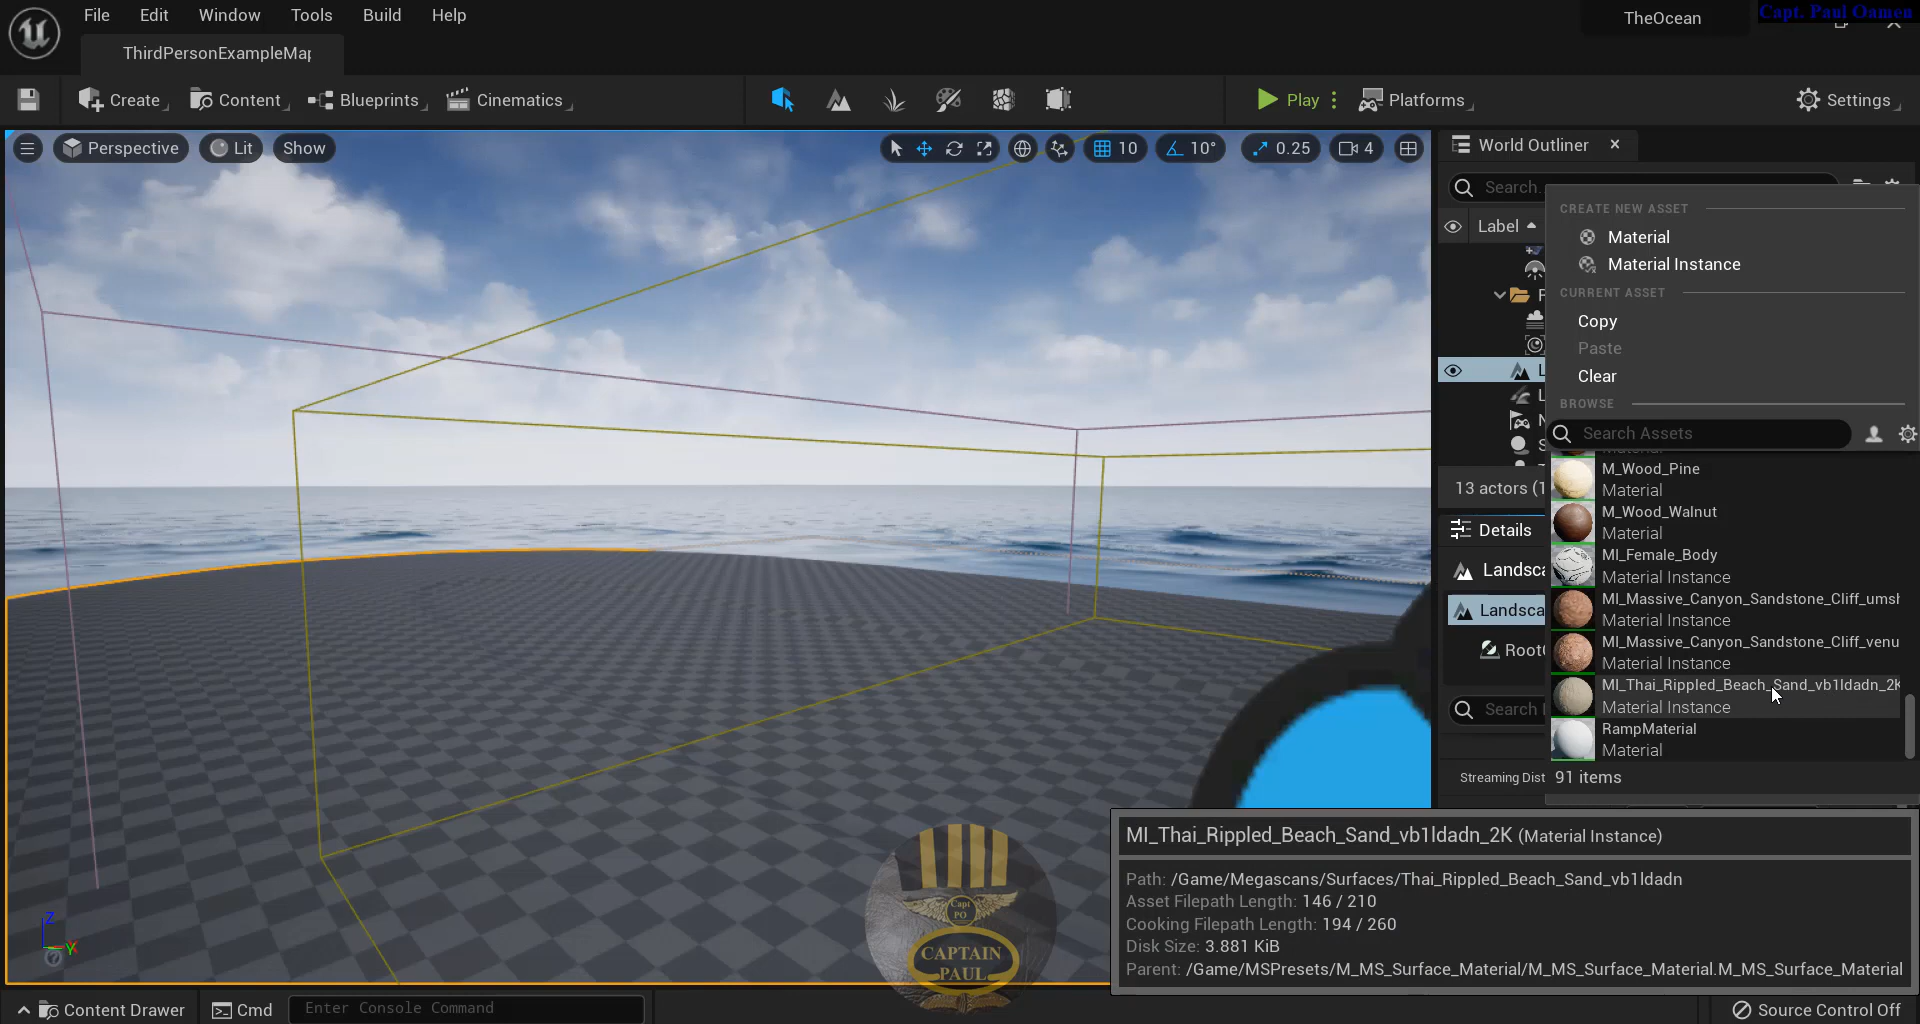 File Edit Window Tools Build Help
TheOcean
Capt. Paul Oamen
ThirdPersonExampleMap
Create Content Blueprints Cinematics Play Platforms Settings
Perspective Lit Show 10 10° 0.25 4
World Outliner
Search.
CREATE NEW ASSET
Label
Material
Material Instance
CURRENT ASSET
Copy
Paste
Clear
BROWSE
Search Assets
M_Wood_Pine
Material
13 actors (1
M_Wood_Walnut
Material
Details
MI_Female_Body
Material Instance
Landsca
MI_Massive_Canyon_Sandstone_Cliff_umsh
Material Instance
Landsca
MI_Massive_Canyon_Sandstone_Cliff_venu
Material Instance
Root
MI_Thai_Rippled_Beach_Sand_vb1ldadn_2K
Material Instance
Search
RampMaterial
Material
Streaming Dist
91 items
MI_Thai_Rippled_Beach_Sand_vb1ldadn_2K (Material Instance)
Path: /Game/Megascans/Surfaces/Thai_Rippled_Beach_Sand_vb1ldadn
Asset Filepath Length: 146 / 210
Cooking Filepath Length: 194 / 260
Disk Size: 3.881 KiB
Parent: /Game/MSPresets/M_MS_Surface_Material/M_MS_Surface_Material.M_MS_Surface_Material
Z
Y
Capt
PO
CAPTAIN
PAUL
Content Drawer Cmd Enter Console Command Source Control Off